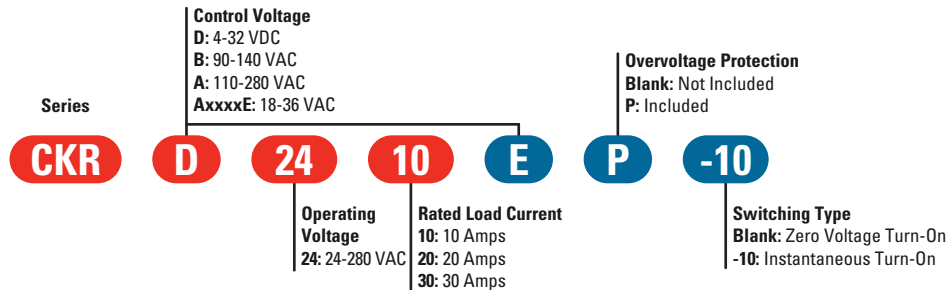 Control Voltage
D: 4-32 VDC
B: 90-140 VAC
A: 110-280 VAC
AxxxxE: 18-36 VAC
Overvoltage Protection
Blank: Not Included
P: Included
Series
CKR D 24 10 E P -10
Operating
Voltage
24: 24-280 VAC
Rated Load Current
10: 10 Amps
20: 20 Amps
30: 30 Amps
Switching Type
Blank: Zero Voltage Turn-On
-10: Instantaneous Turn-On